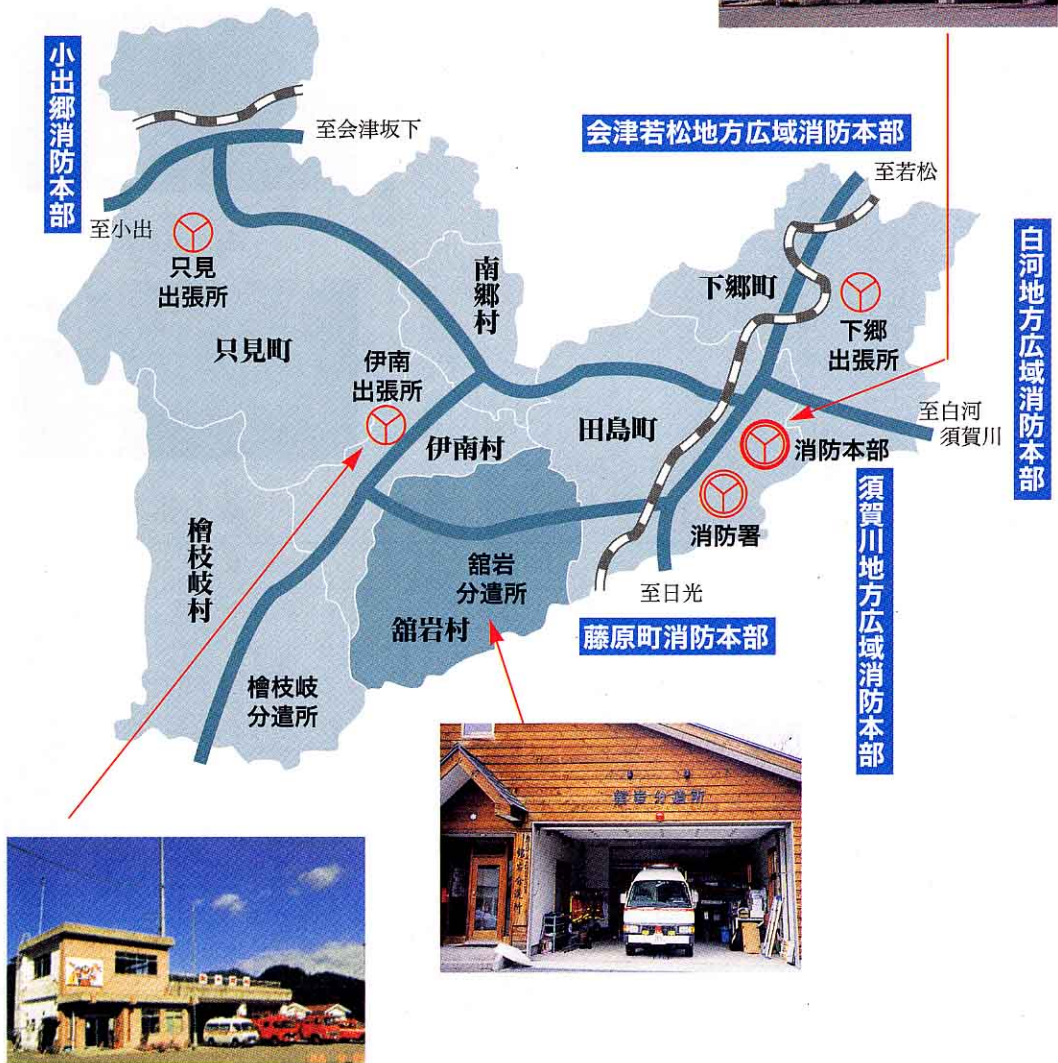 小出郷消防本部
至会津坂下
会津若松地方広域消防本部
至若松
至小出
只見
出張所
南郷村
下郷町
白河地方広域消防本部
下郷
出張所
只見町
伊南
出張所
至白河
須賀川
田島町
伊南村
消防本部
消防署
須賀川地方広域消防本部
檜枝岐村
舘岩
分遣所
至日光
舘岩村
藤原町消防本部
檜枝岐
分遣所
舘岩分遣所
舘岩分遣所